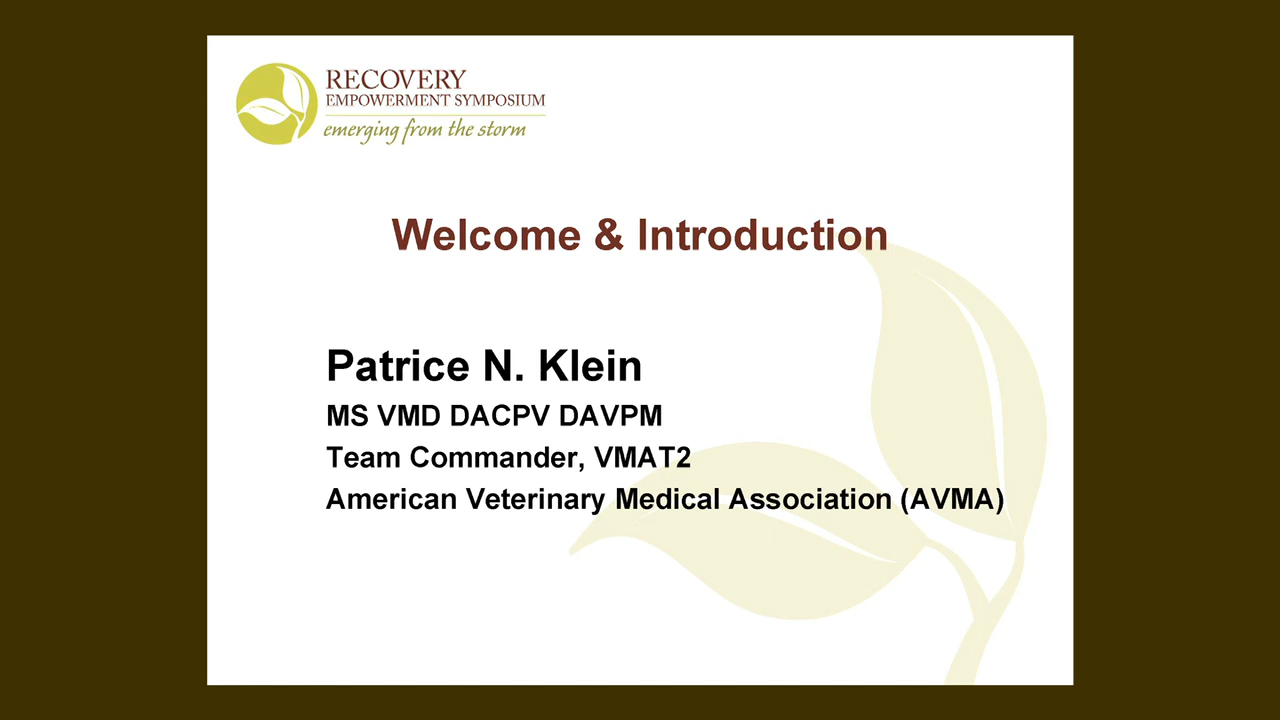 RECOVERY
EMPOWERMENT SYMPOSIUM
emerging from the storm
Welcome & Introduction
Patrice N. Klein
MS VMD DACPV DAVPM
Team Commander, VMAT2
American Veterinary Medical Association (AVMA)